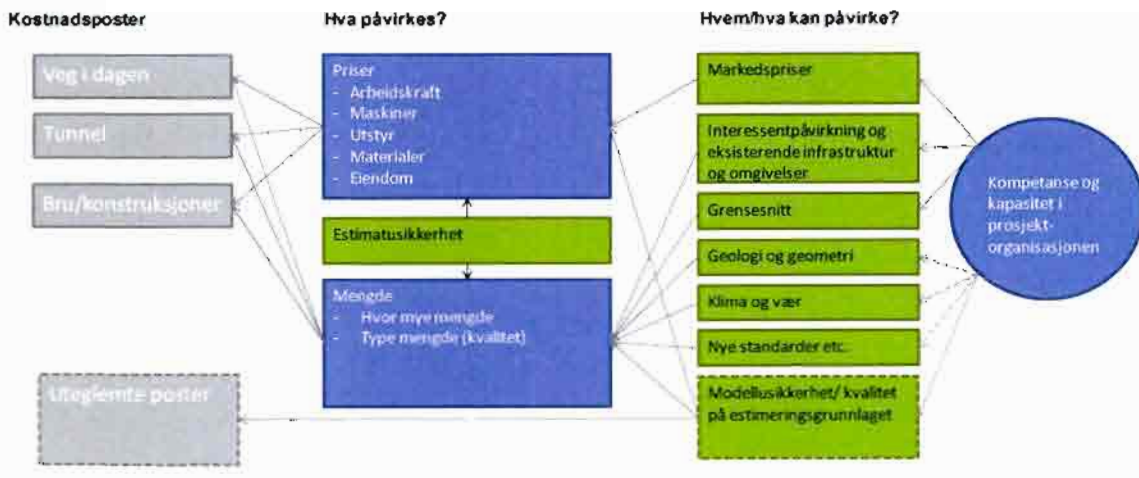 Kostnadsposter
Hva påvirkes?
Hvem/hva kan påvirke?
Veg i dagen
Tunnel
Bru/konstruksjoner
Uteglemte poster
Priser
- Arbeidskraft
- Maskiner
- Utstyr
- Materialer
- Eiendom
Estimatusikkerhet
Mengde
- Hvor mye mengde
- Type mengde (kvalitet)
Markedspriser
Interessentpåvirkning og
eksisterende infrastruktur
og omgivelser
Grensesnitt
Geologi og geometri
Klima og vær
Nye standarder etc.
Modellusikkerhet/ kvalitet
på estimeringsgrunnlaget
Kompetanse og
kapasitet i
prosjekt-
organisasjonen